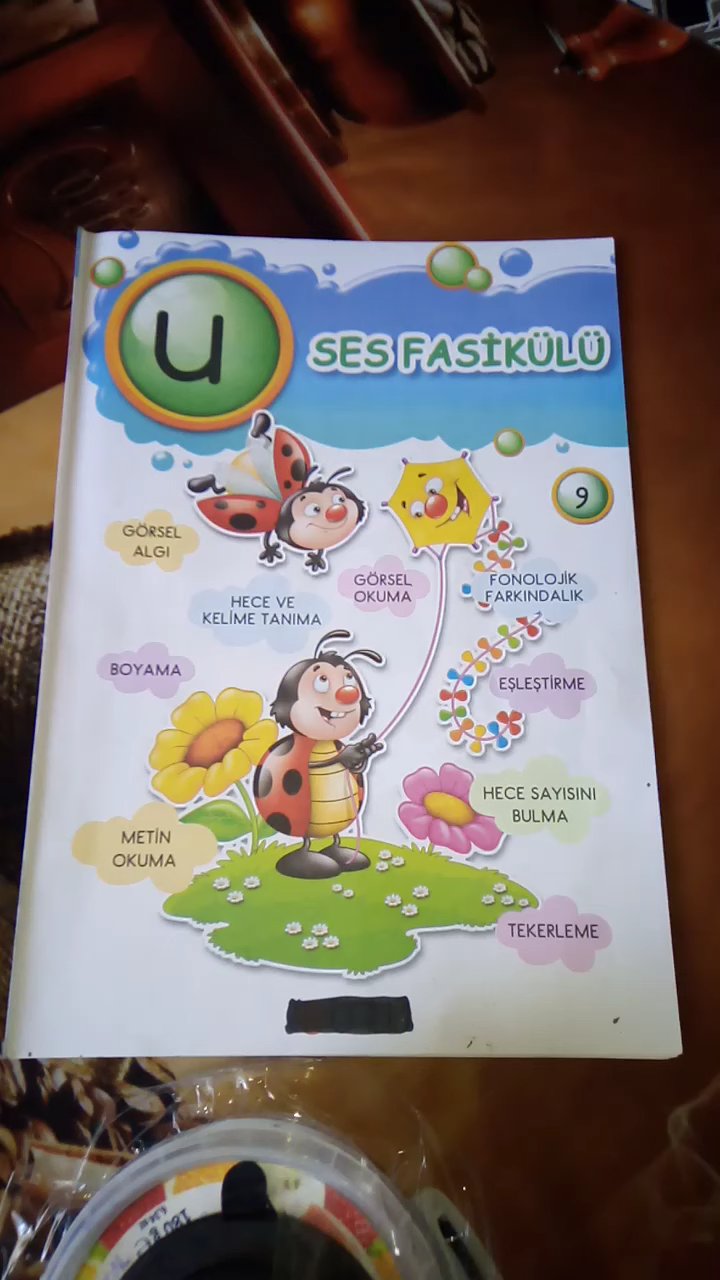 u
SES FASİKÜLÜ
9
GÖRSEL
ALGI
HECE VE
KELİME TANIMA
GÖRSEL
OKUMA
FONOLOJİK
FARKINDALIK
BOYAMA
EŞLEŞTİRME
HECE SAYISINI
BULMA
METİN
OKUMA
TEKERLEME